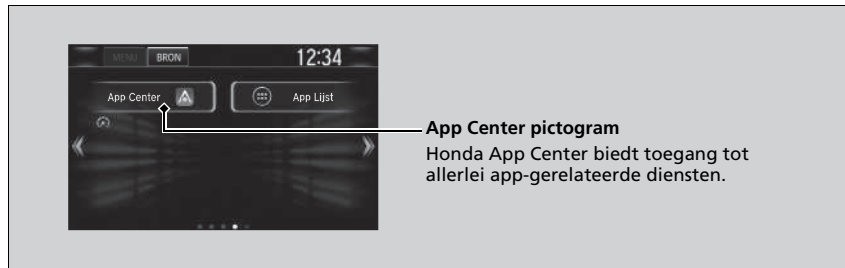 MENU BRON 12:34
App Center App Lijst
App Center pictogram
Honda App Center biedt toegang tot
allerlei app-gerelateerde diensten.